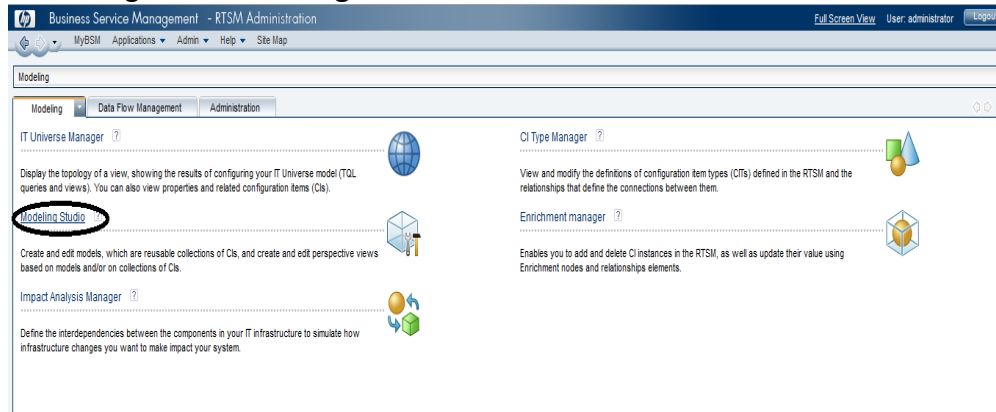 hp Business Service Management - RTSM Administration Full Screen View User: administrator Logou
MyBSM Applications Admin Help Site Map
Modeling
Modeling Data Flow Management Administration
IT Universe Manager ?
Display the topology of a view, showing the results of configuring your IT Universe model (TQL
queries and views). You can also view properties and related configuration items (CIs).
Modeling Studio ?
Create and edit models, which are reusable collections of CIs, and create and edit perspective views
based on models and/or on collections of CIs.
Impact Analysis Manager ?
Define the interdependencies between the components in your IT infrastructure to simulate how
infrastructure changes you want to make impact your system.
CI Type Manager ?
View and modify the definitions of configuration item types (CITs) defined in the RTSM and the
relationships that define the connections between them.
Enrichment manager ?
Enables you to add and delete CI instances in the RTSM, as well as update their value using
Enrichment nodes and relationships elements.